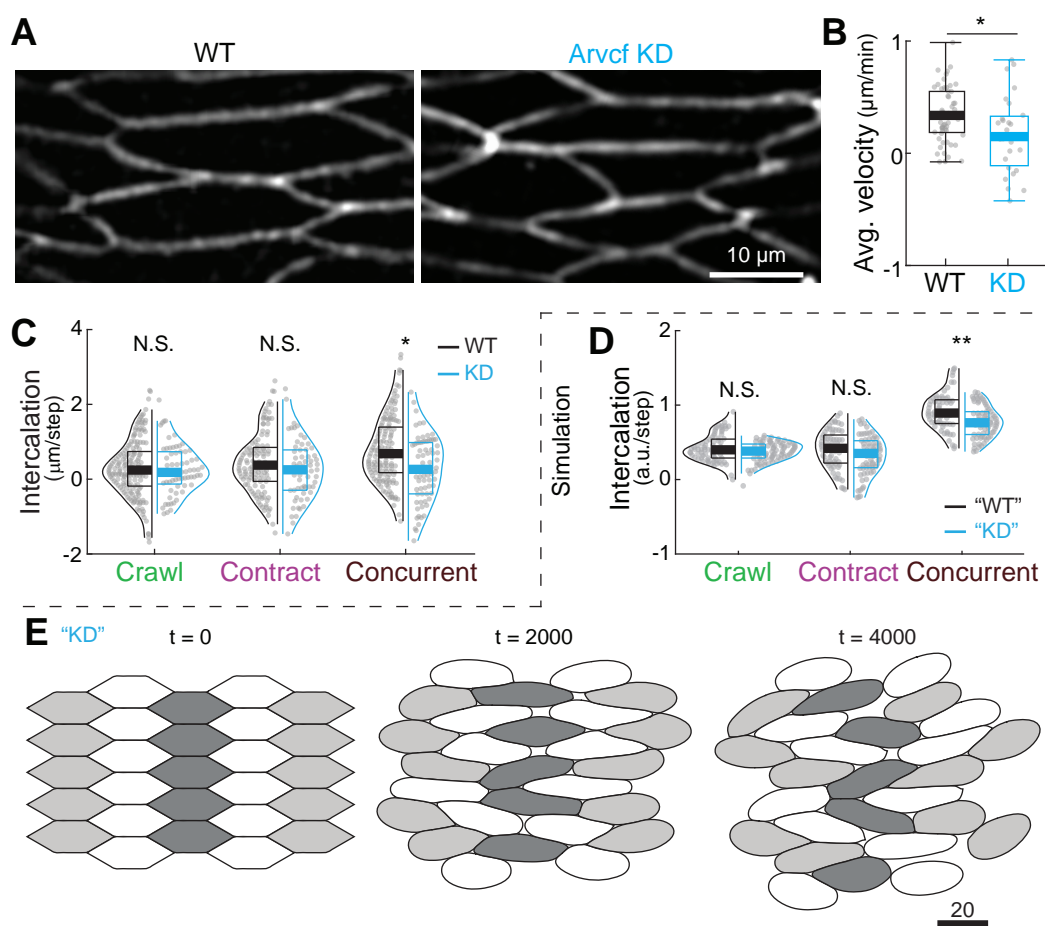 A
WT
Arvcf KD
10 µm
B
*
Avg. velocity (µm/min)
1
0
-1
WT
KD
C
Intercalation
(µm/step)
4
2
0
-2
N.S.
N.S.
*
WT
KD
Crawl
Contract
Concurrent
Simulation
D
Intercalation
(a.u./step)
2
1
0
-1
N.S.
N.S.
**
“WT”
“KD”
Crawl
Contract
Concurrent
E
“KD”
t = 0
t = 2000
t = 4000
20